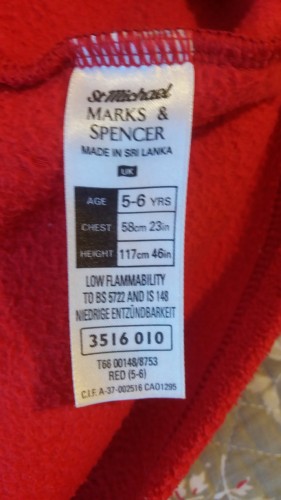 St Michael
MARKS &
SPENCER
MADE IN SRI LANKA
UK
AGE 5-6 YRS
CHEST 58cm 23in
HEIGHT 117cm 46in
LOW FLAMMABILITY
TO BS 5722 AND IS 148
NIEDRIGE ENTZÜNDBARKEIT
3516 010
T66 00148/8753
RED (5-6)
C.I.F. A-37-002516 CAO1295